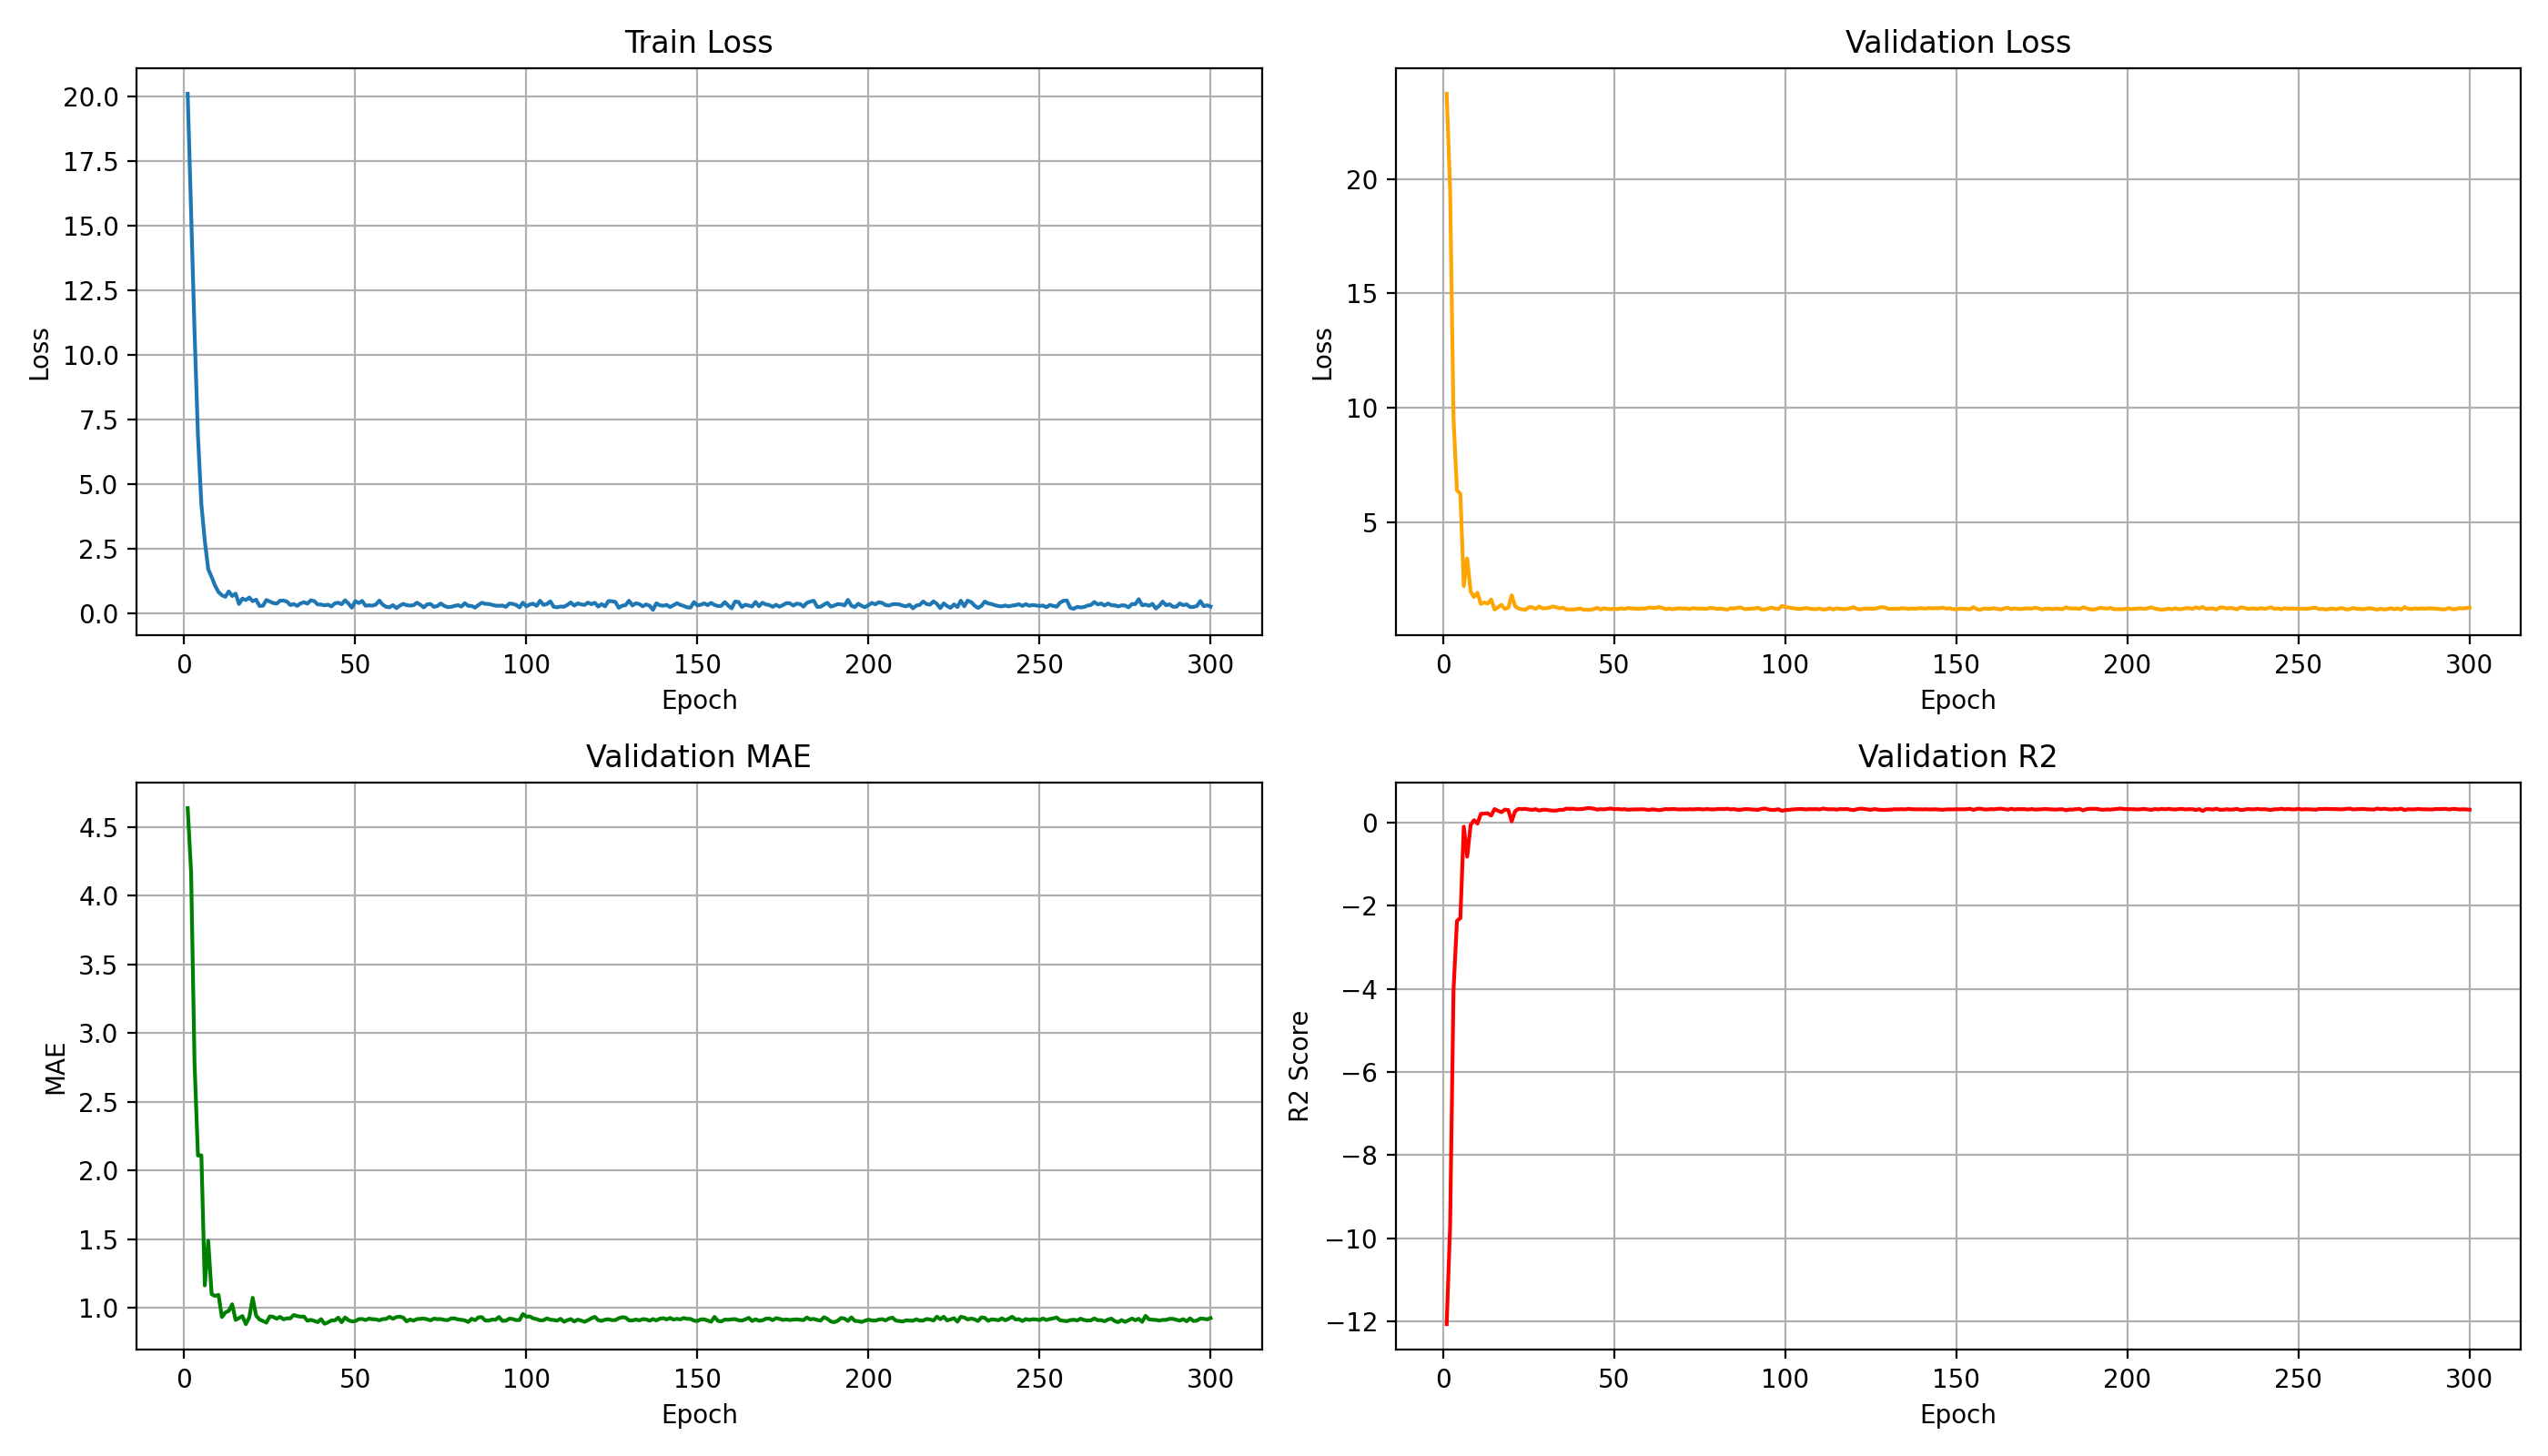 Train Loss
20.0
17.5
15.0
12.5
10.0
7.5
5.0
2.5
0.0
Loss
0 50 100 150 200 250 300
Epoch
Validation Loss
20
15
10
5
Loss
0 50 100 150 200 250 300
Epoch
Validation MAE
4.5
4.0
3.5
3.0
2.5
2.0
1.5
1.0
MAE
0 50 100 150 200 250 300
Epoch
Validation R2
0
−2
−4
−6
−8
−10
−12
R2 Score
0 50 100 150 200 250 300
Epoch